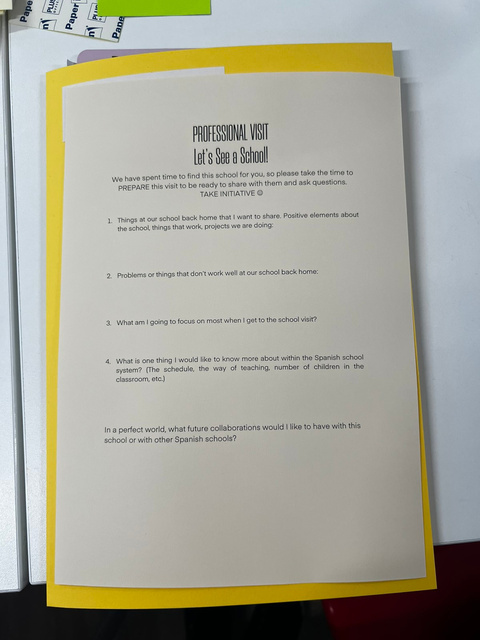 Paper
PLUS
Paper
PLUS
Pane
PROFESSIONAL VISIT
Let's See a School!
We have spent time to find this school for you, so please take the time to
PREPARE this visit to be ready to share with them and ask questions.
TAKE INITIATIVE ☺
1. Things at our school back home that I want to share. Positive elements about
the school, things that work, projects we are doing:
2. Problems or things that don't work well at our school back home:
3. What am I going to focus on most when I get to the school visit?
4. What is one thing I would like to know more about within the Spanish school
system? (The schedule, the way of teaching, number of children in the
classroom, etc.)
In a perfect world, what future collaborations would I like to have with this
school or with other Spanish schools?